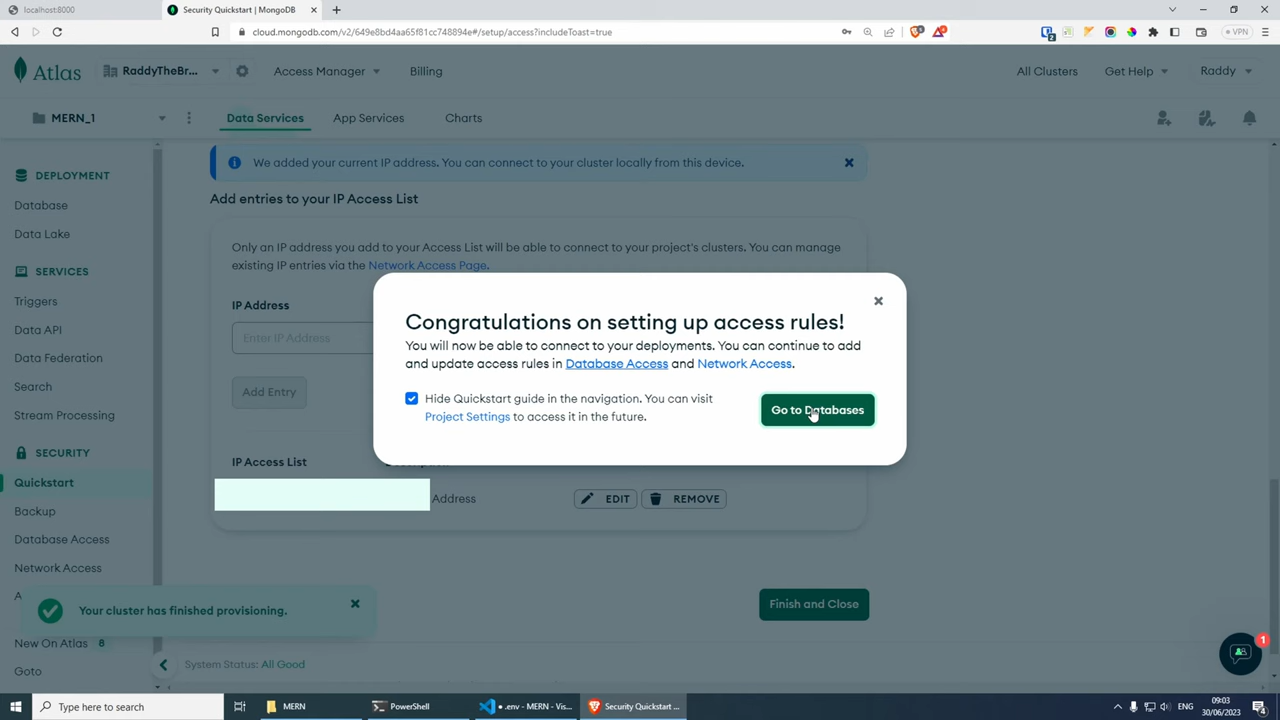 localhost:8000
Security Quickstart | MongoDB
cloud.mongodb.com/v2/649e8bd4aa65f81cc748894e#/setup/access?includeToast=true
2
VPN
Atlas
RaddyTheBr...
Access Manager
Billing
All Clusters
Get Help
Raddy
MERN_1
Data Services
App Services
Charts
DEPLOYMENT
Database
Data Lake
SERVICES
Triggers
Data API
Data Federation
Search
Stream Processing
SECURITY
Quickstart
Backup
Database Access
Network Access
A
New On Atlas 8
Goto
We added your current IP address. You can connect to your cluster locally from this device.
Add entries to your IP Access List
Only an IP address you add to your Access List will be able to connect to your project's clusters. You can manage
existing IP entries via the Network Access Page.
IP Address
Enter IP Address
Add Entry
IP Access List
Address
EDIT
REMOVE
Congratulations on setting up access rules!
You will now be able to connect to your deployments. You can continue to add
and update access rules in Database Access and Network Access.
Hide Quickstart guide in the navigation. You can visit
Project Settings to access it in the future.
Go to Databases
Your cluster has finished provisioning.
Finish and Close
System Status: All Good
1
Type here to search
MERN
PowerShell
● .env - MERN - Vis...
Security Quickstart ...
09:03
30/06/2023
4